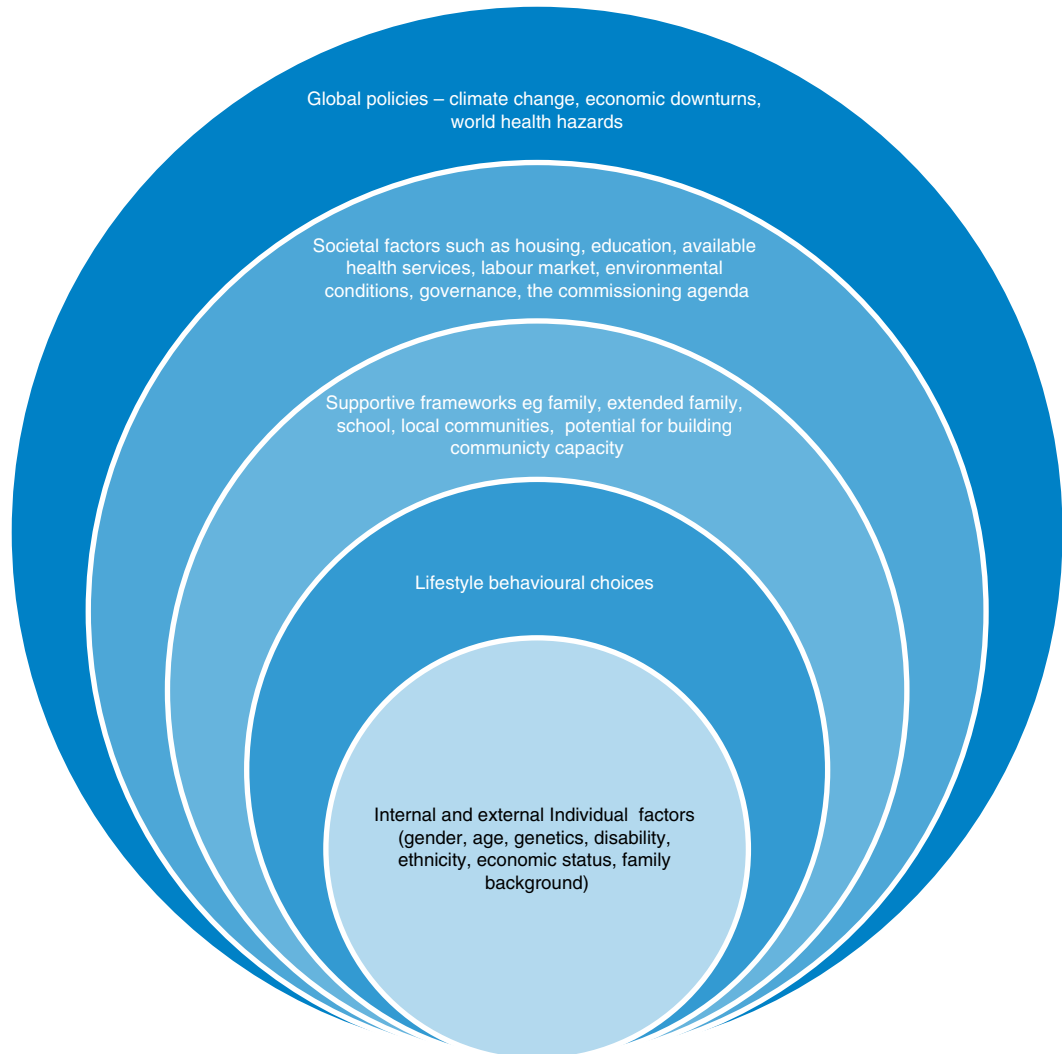 Global policies – climate change, economic downturns,
world health hazards
Societal factors such as housing, education, available
health services, labour market, environmental
conditions, governance, the commissioning agenda
Supportive frameworks eg family, extended family,
school, local communities,  potential for building
communicty capacity
Lifestyle behavioural choices
Internal and external Individual  factors
(gender, age, genetics, disability,
ethnicity, economic status, family
background)